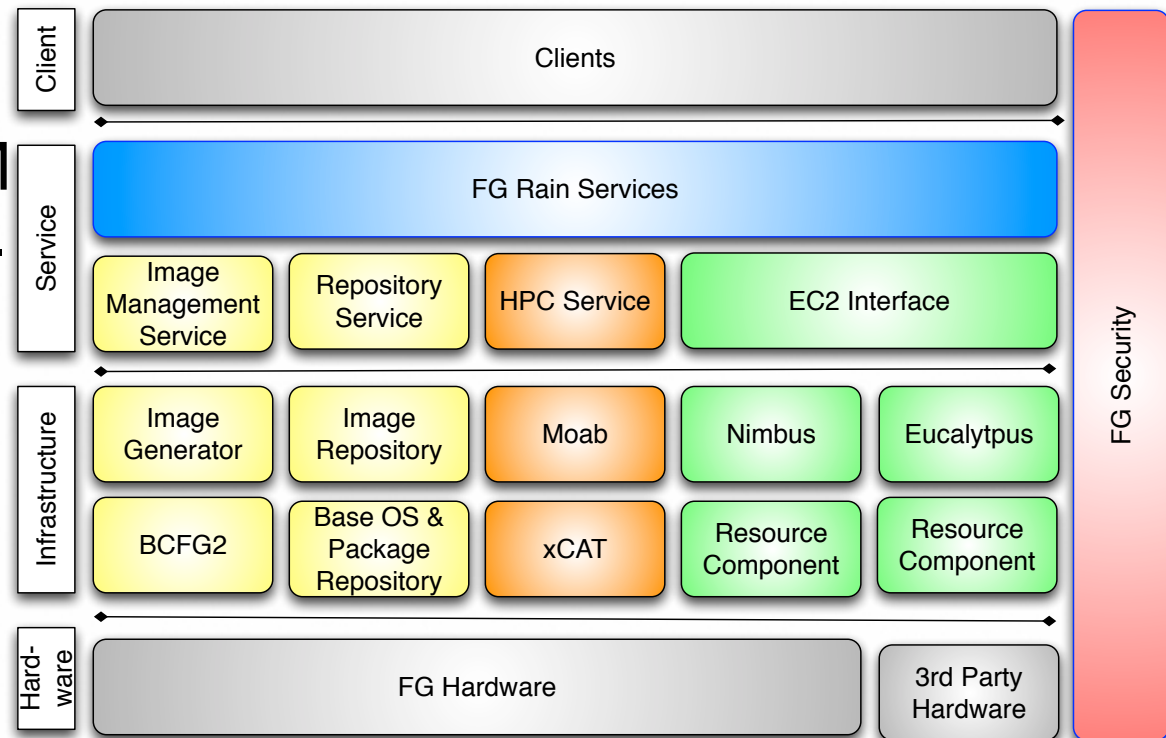 Client
Clients
Service
FG Rain Services
Image
Management
Service
Repository
Service
HPC Service
EC2 Interface
Infrastructure
Image
Generator
Image
Repository
Moab
Nimbus
Eucalytpus
BCFG2
Base OS &
Package
Repository
xCAT
Resource
Component
Resource
Component
Hard-
ware
FG Hardware
3rd Party
Hardware
FG Security